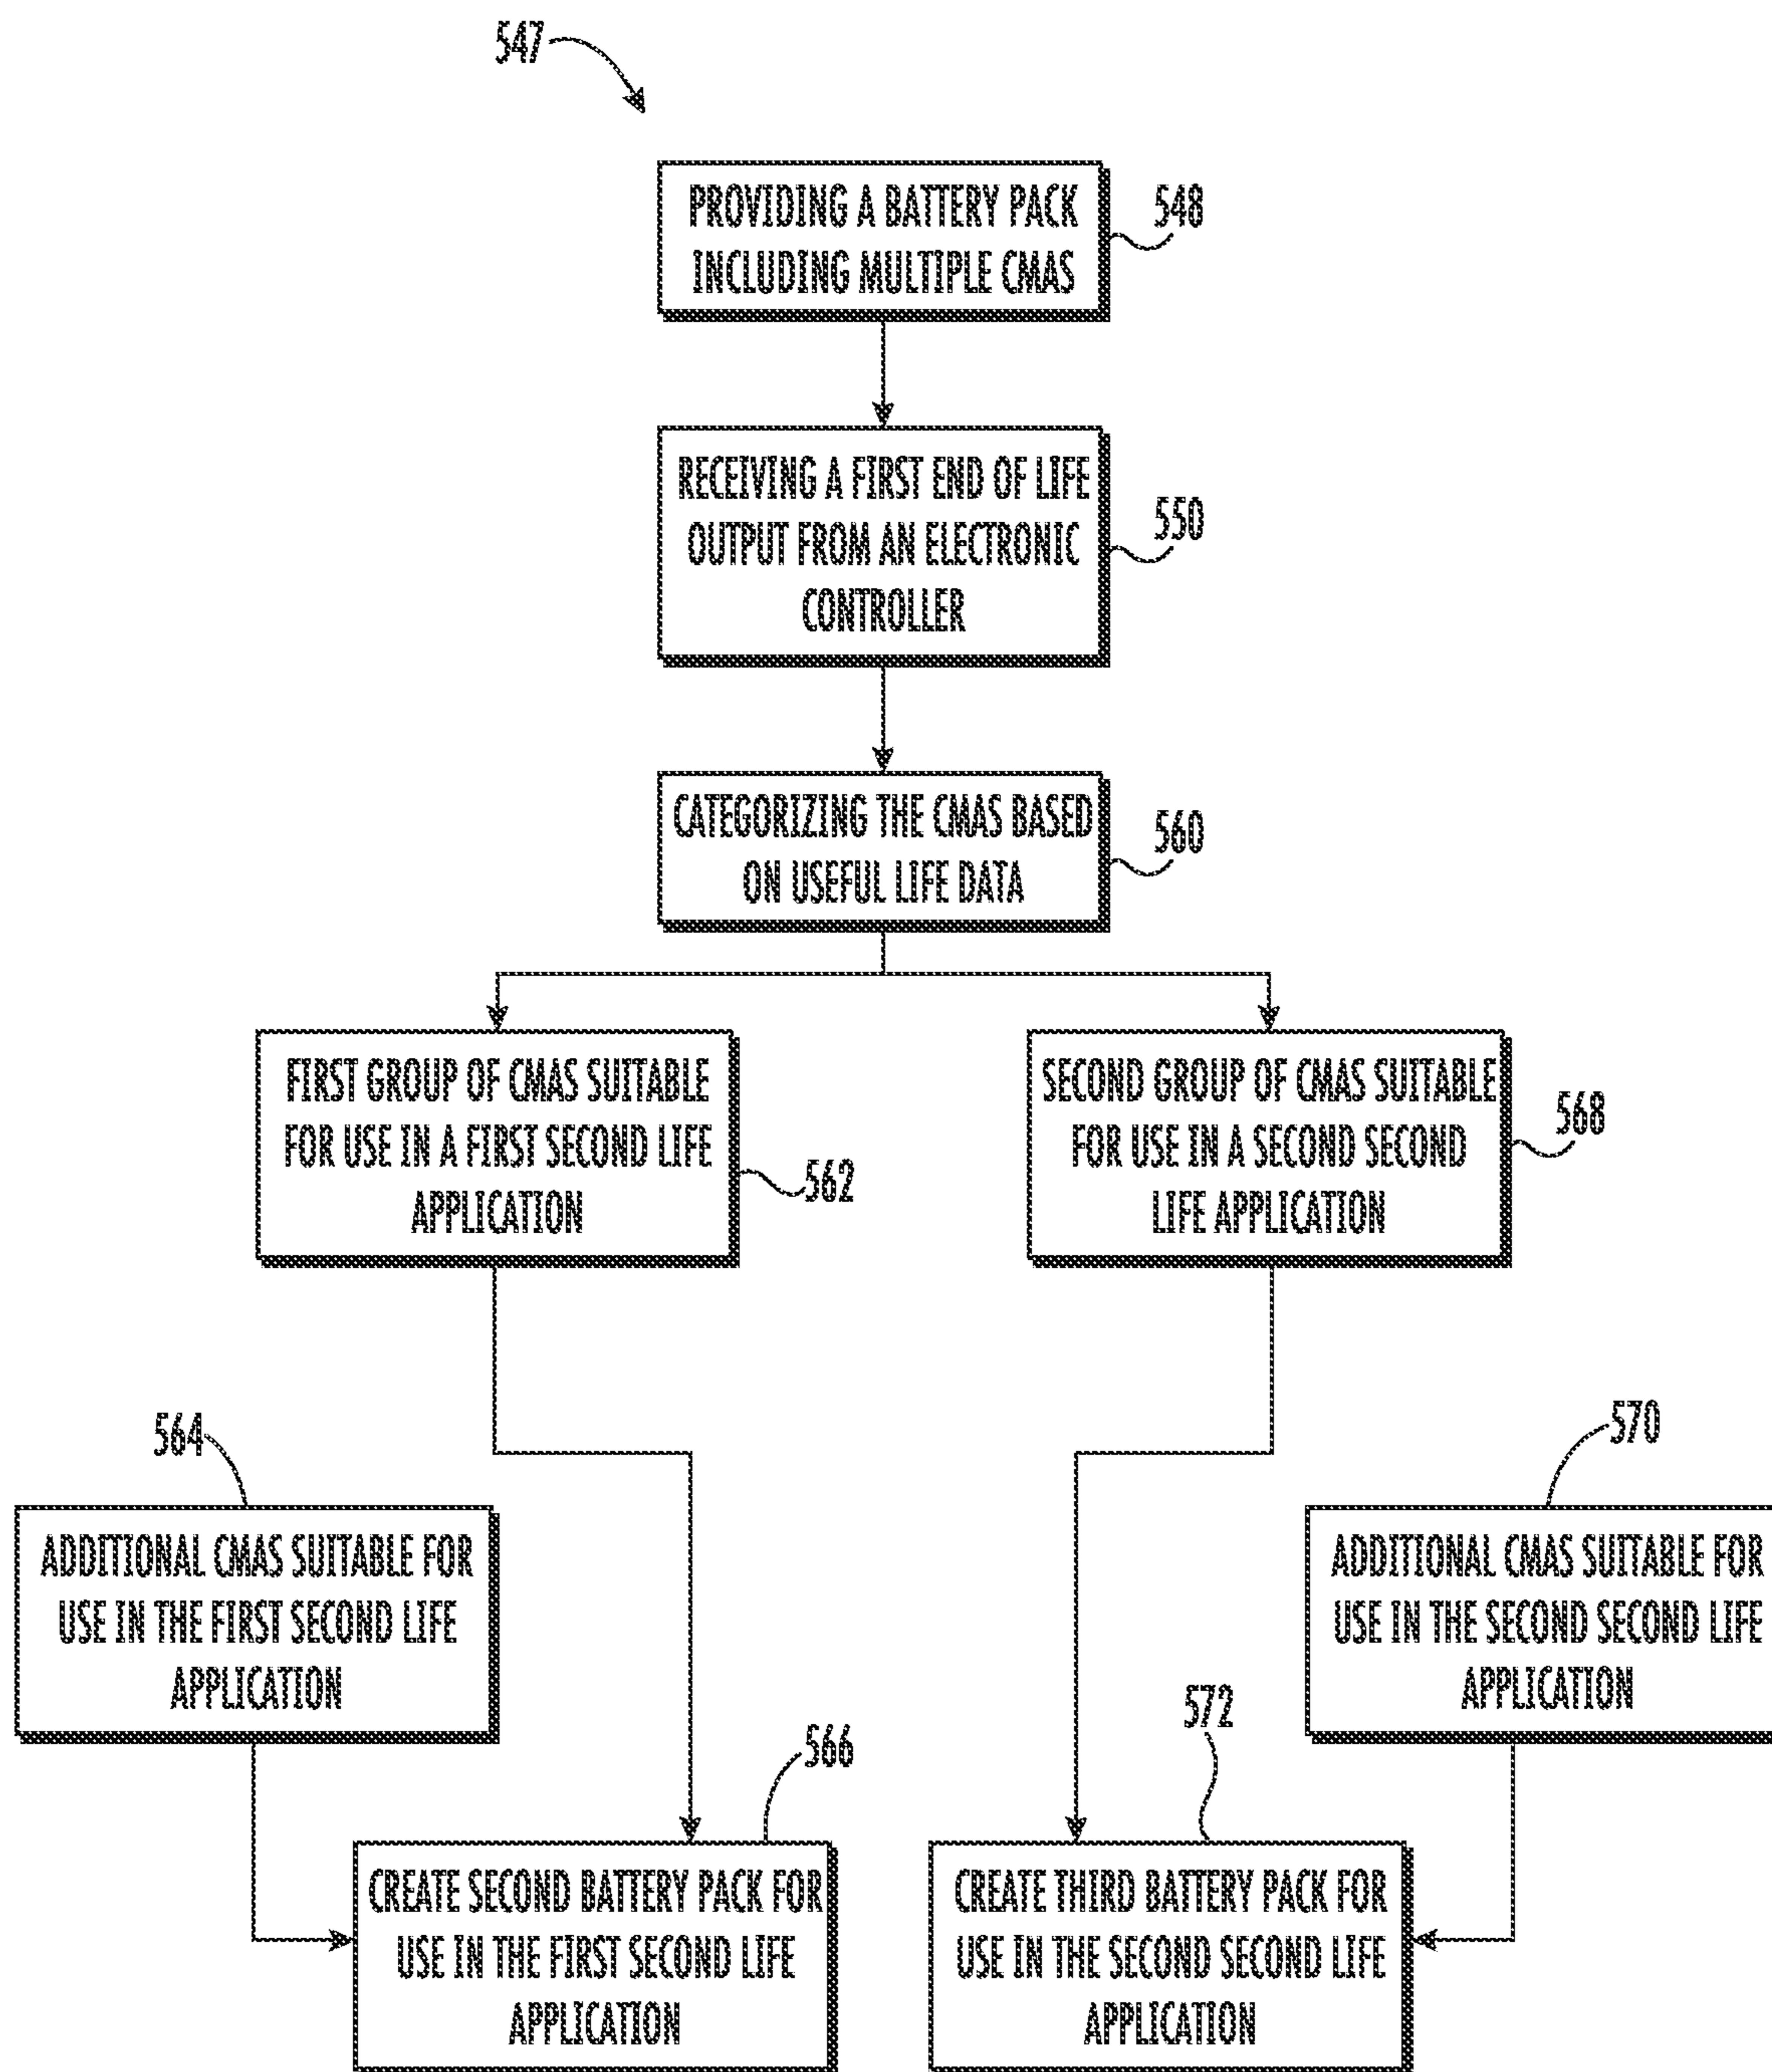 547
PROVIDING A BATTERY PACK
INCLUDING MULTIPLE CMAS
548
RECEIVING A FIRST END OF LIFE
OUTPUT FROM AN ELECTRONIC
CONTROLLER
550
CATEGORIZING THE CMAS BASED
ON USEFUL LIFE DATA
560
FIRST GROUP OF CMAS SUITABLE
FOR USE IN A FIRST SECOND LIFE
APPLICATION
562
SECOND GROUP OF CMAS SUITABLE
FOR USE IN A SECOND SECOND
LIFE APPLICATION
568
564
ADDITIONAL CMAS SUITABLE FOR
USE IN THE FIRST SECOND LIFE
APPLICATION
570
ADDITIONAL CMAS SUITABLE FOR
USE IN THE SECOND SECOND LIFE
APPLICATION
566
CREATE SECOND BATTERY PACK FOR
USE IN THE FIRST SECOND LIFE
APPLICATION
572
CREATE THIRD BATTERY PACK FOR
USE IN THE SECOND SECOND LIFE
APPLICATION